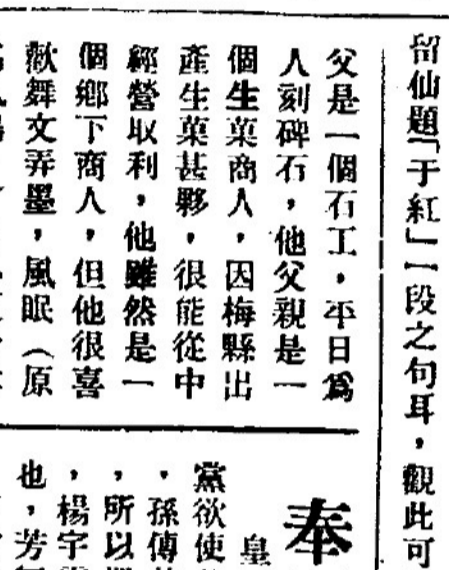 留仙題「于紅」一段之句耳，觀此可
父是一個石工，平日為
人刻碑石，他父親是一
個生菓商人，因梅縣出
產生菓甚夥，很能從中
經營取利，他雖然是一
個鄉下商人，但他很喜
歡舞文弄墨，風眠（原
奉
皇
黨欲使
，孫傳
，所以
，楊宇
也，芳